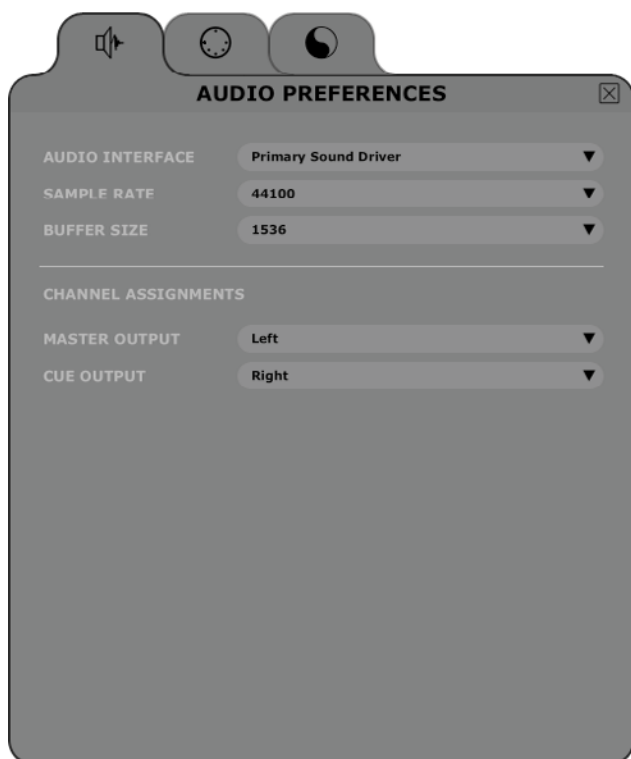 AUDIO PREFERENCES
AUDIO INTERFACE Primary Sound Driver
SAMPLE RATE 44100
BUFFER SIZE 1536
CHANNEL ASSIGNMENTS
MASTER OUTPUT Left
CUE OUTPUT Right